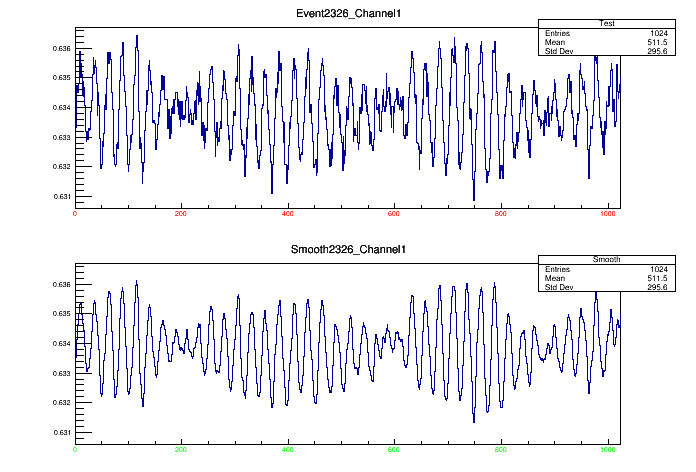 Event2326_Channel1
Test
Entries 1024
Mean 511.5
Std Dev 295.6
0.636
0.635
0.634
0.633
0.632
0.631
0 200 400 600 800 1000
Smooth2326_Channel1
Smooth
Entries 1024
Mean 511.5
Std Dev 295.6
0.636
0.635
0.634
0.633
0.632
0.631
0 200 400 600 800 1000